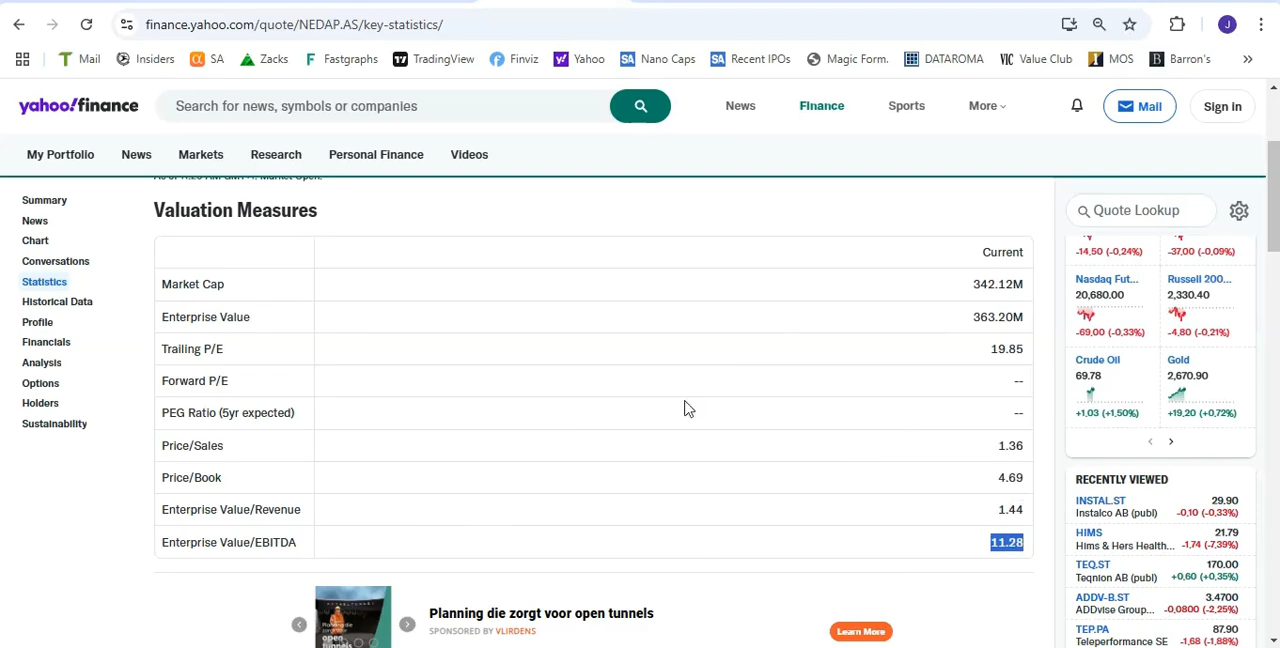 finance.yahoo.com/quote/NEDAP.AS/key-statistics/
J
Mail Insiders SA Zacks Fastgraphs TradingView Finviz Yahoo Nano Caps Recent IPOs Magic Form. DATAROMA Value Club MOS Barron's »
yahoo!finance Search for news, symbols or companies News Finance Sports More Mail Sign in
My Portfolio News Markets Research Personal Finance Videos
Summary
News
Chart
Conversations
Statistics
Historical Data
Profile
Financials
Analysis
Options
Holders
Sustainability
Valuation Measures
Current
Market Cap 342.12M
Enterprise Value 363.20M
Trailing P/E 19.85
Forward P/E --
PEG Ratio (5yr expected) --
Price/Sales 1.36
Price/Book 4.69
Enterprise Value/Revenue 1.44
Enterprise Value/EBITDA 11.28
Planning die zorgt voor open tunnels
SPONSORED BY VLIRDENS
Learn More
Quote Lookup
-14,50 (-0,24%) -37,00 (-0,09%)
Nasdaq Fut... Russell 200...
20,680.00 2,330.40
-69,00 (-0,33%) -4,80 (-0,21%)
Crude Oil Gold
69.78 2,670.90
+1,03 (+1,50%) +19,20 (+0,72%)
RECENTLY VIEWED
INSTAL.ST 29.90
Instalco AB (publ) -0,10 (-0,33%)
HIMS 21.79
Hims & Hers Health... -1,74 (-7,39%)
TEQ.ST 170.00
Teqnion AB (publ) +0,60 (+0,35%)
ADDV-B.ST 3.4700
ADDvise Group... -0,0800 (-2,25%)
TEP.PA 87.90
Teleperformance SE -1,68 (-1,88%)